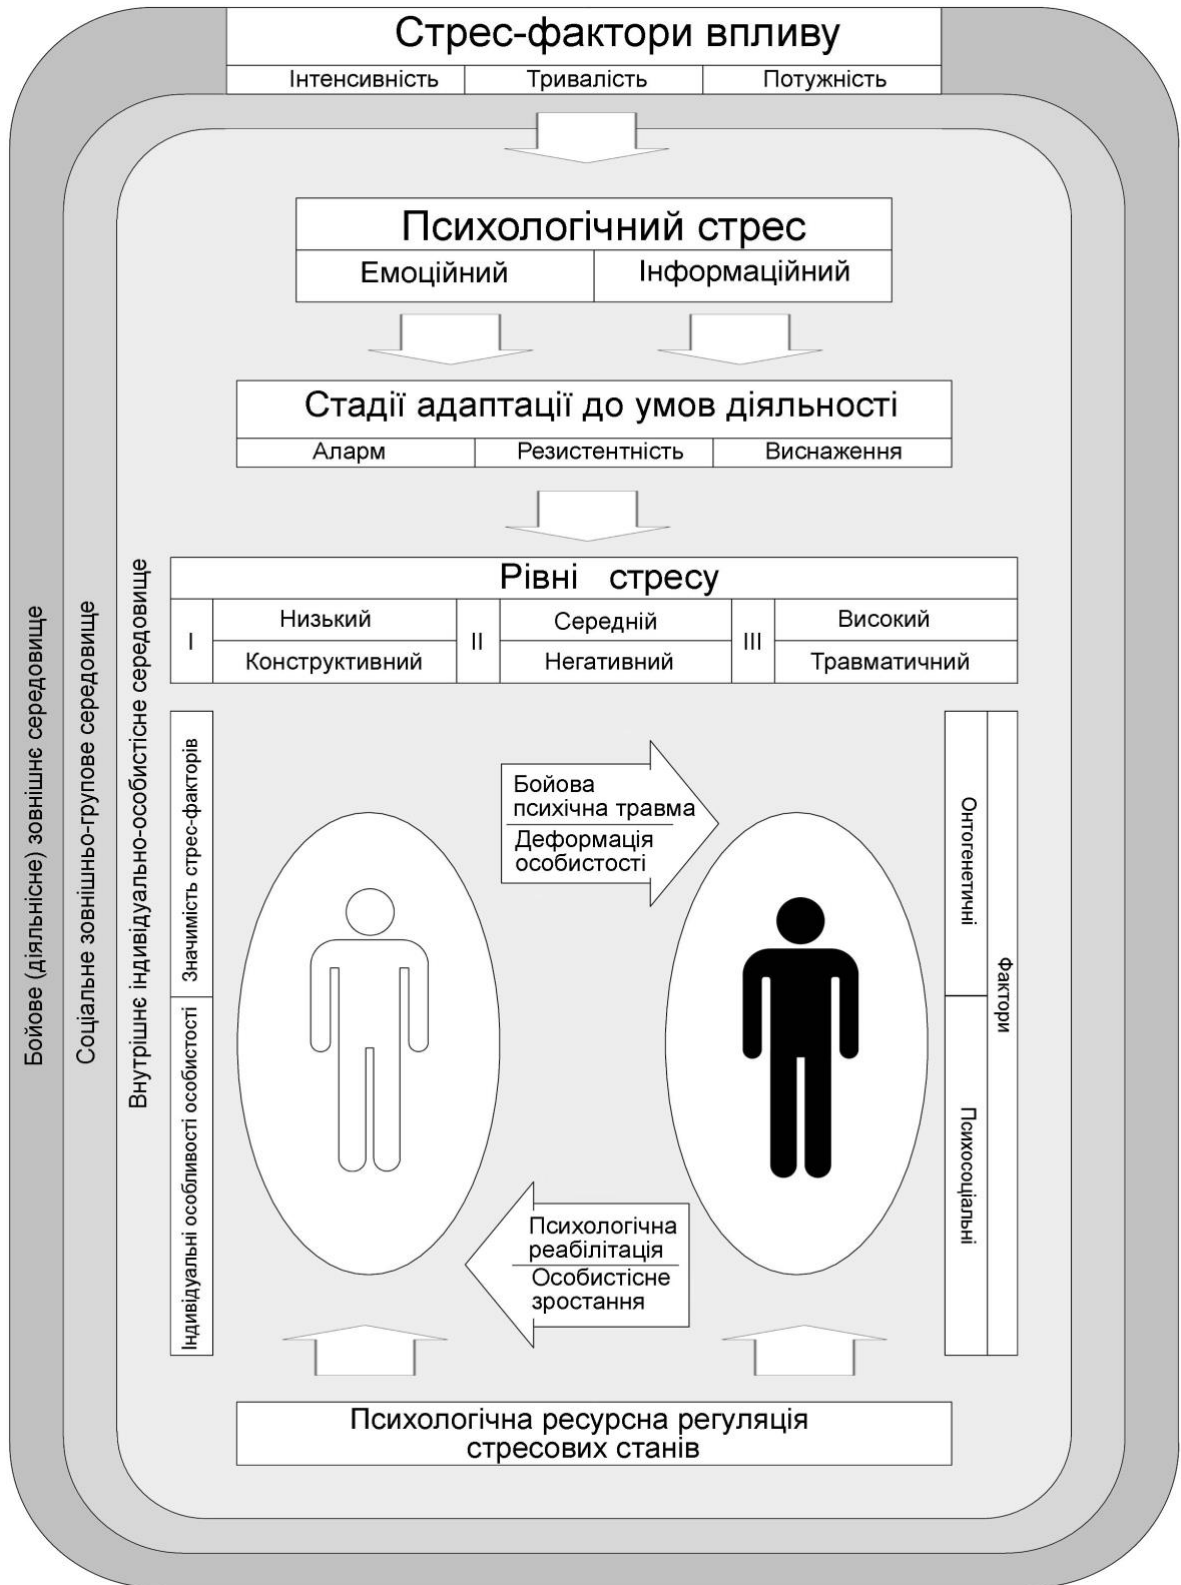 Стрес-фактори впливу
Інтенсивність
Тривалість
Потужність
Психологічний стрес
Емоційний
Інформаційний
Стадії адаптації до умов діяльності
Аларм
Резистентність
Виснаження
Рівні стресу
I
Низький
Конструктивний
II
Середній
Негативний
III
Високий
Травматичний
Бойове (діяльнісне) зовнішнє середовище
Соціальне зовнішньо-групове середовище
Внутрішнє індивідуально-особистісне середовище
Значимість стрес-факторів
Індивідуальні особливості особистості
Бойова
психічна травма
Деформація
особистості
Онтогенетичні
Психосоціальні
Фактори
Психологічна
реабілітація
Особистісне
зростання
Психологічна ресурсна регуляція
стресових станів